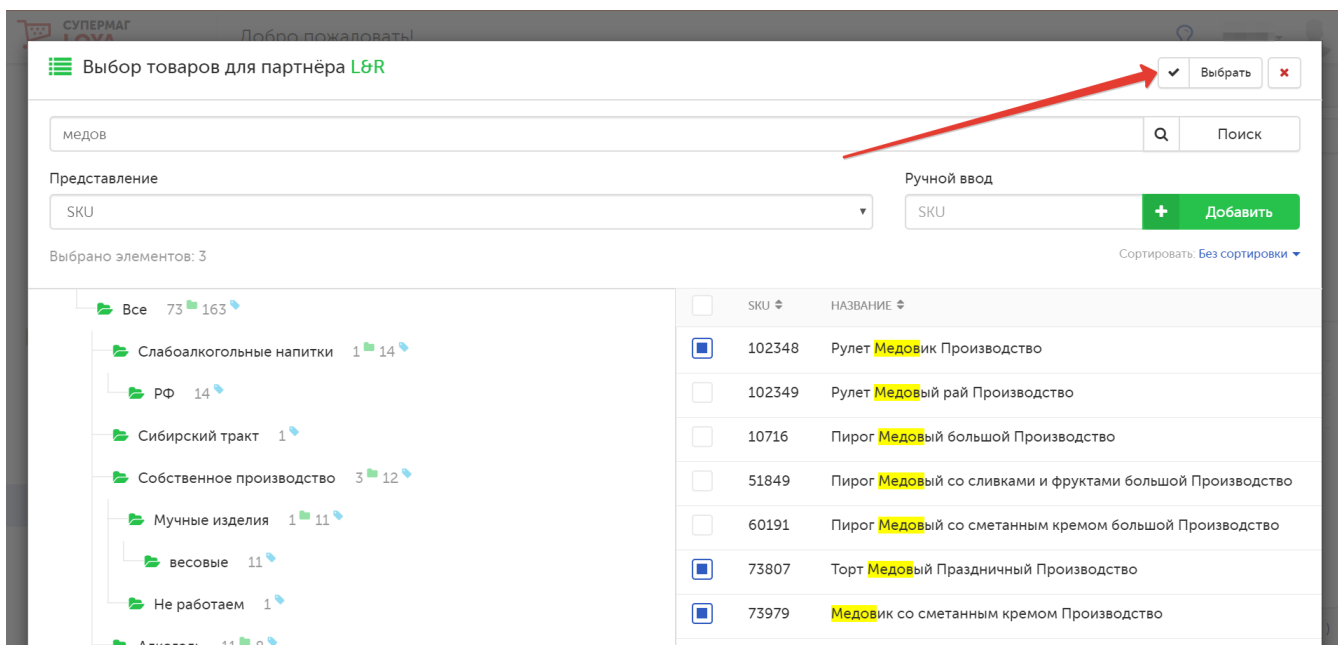 СУПЕРМАГ
LOYA
Добро пожаловать!
Выбор товаров для партнёра L&R
Выбрать
медов
Поиск
Представление
Ручной ввод
SKU
SKU
Добавить
Выбрано элементов: 3
Сортировать: Без сортировки
Все 73 163
SKU НАЗВАНИЕ
Слабоалкогольные напитки 1 14
102348 Рулет Медовик Производство
РФ 14
102349 Рулет Медовый рай Производство
Сибирский тракт 1
10716 Пирог Медовый большой Производство
Собственное производство 3 12
51849 Пирог Медовый со сливками и фруктами большой Производство
Мучные изделия 1 11
60191 Пирог Медовый со сметанным кремом большой Производство
весовые 11
73807 Торт Медовый Праздничный Производство
Не работаем 1
73979 Медовик со сметанным кремом Производство
Алкоголь 11 8